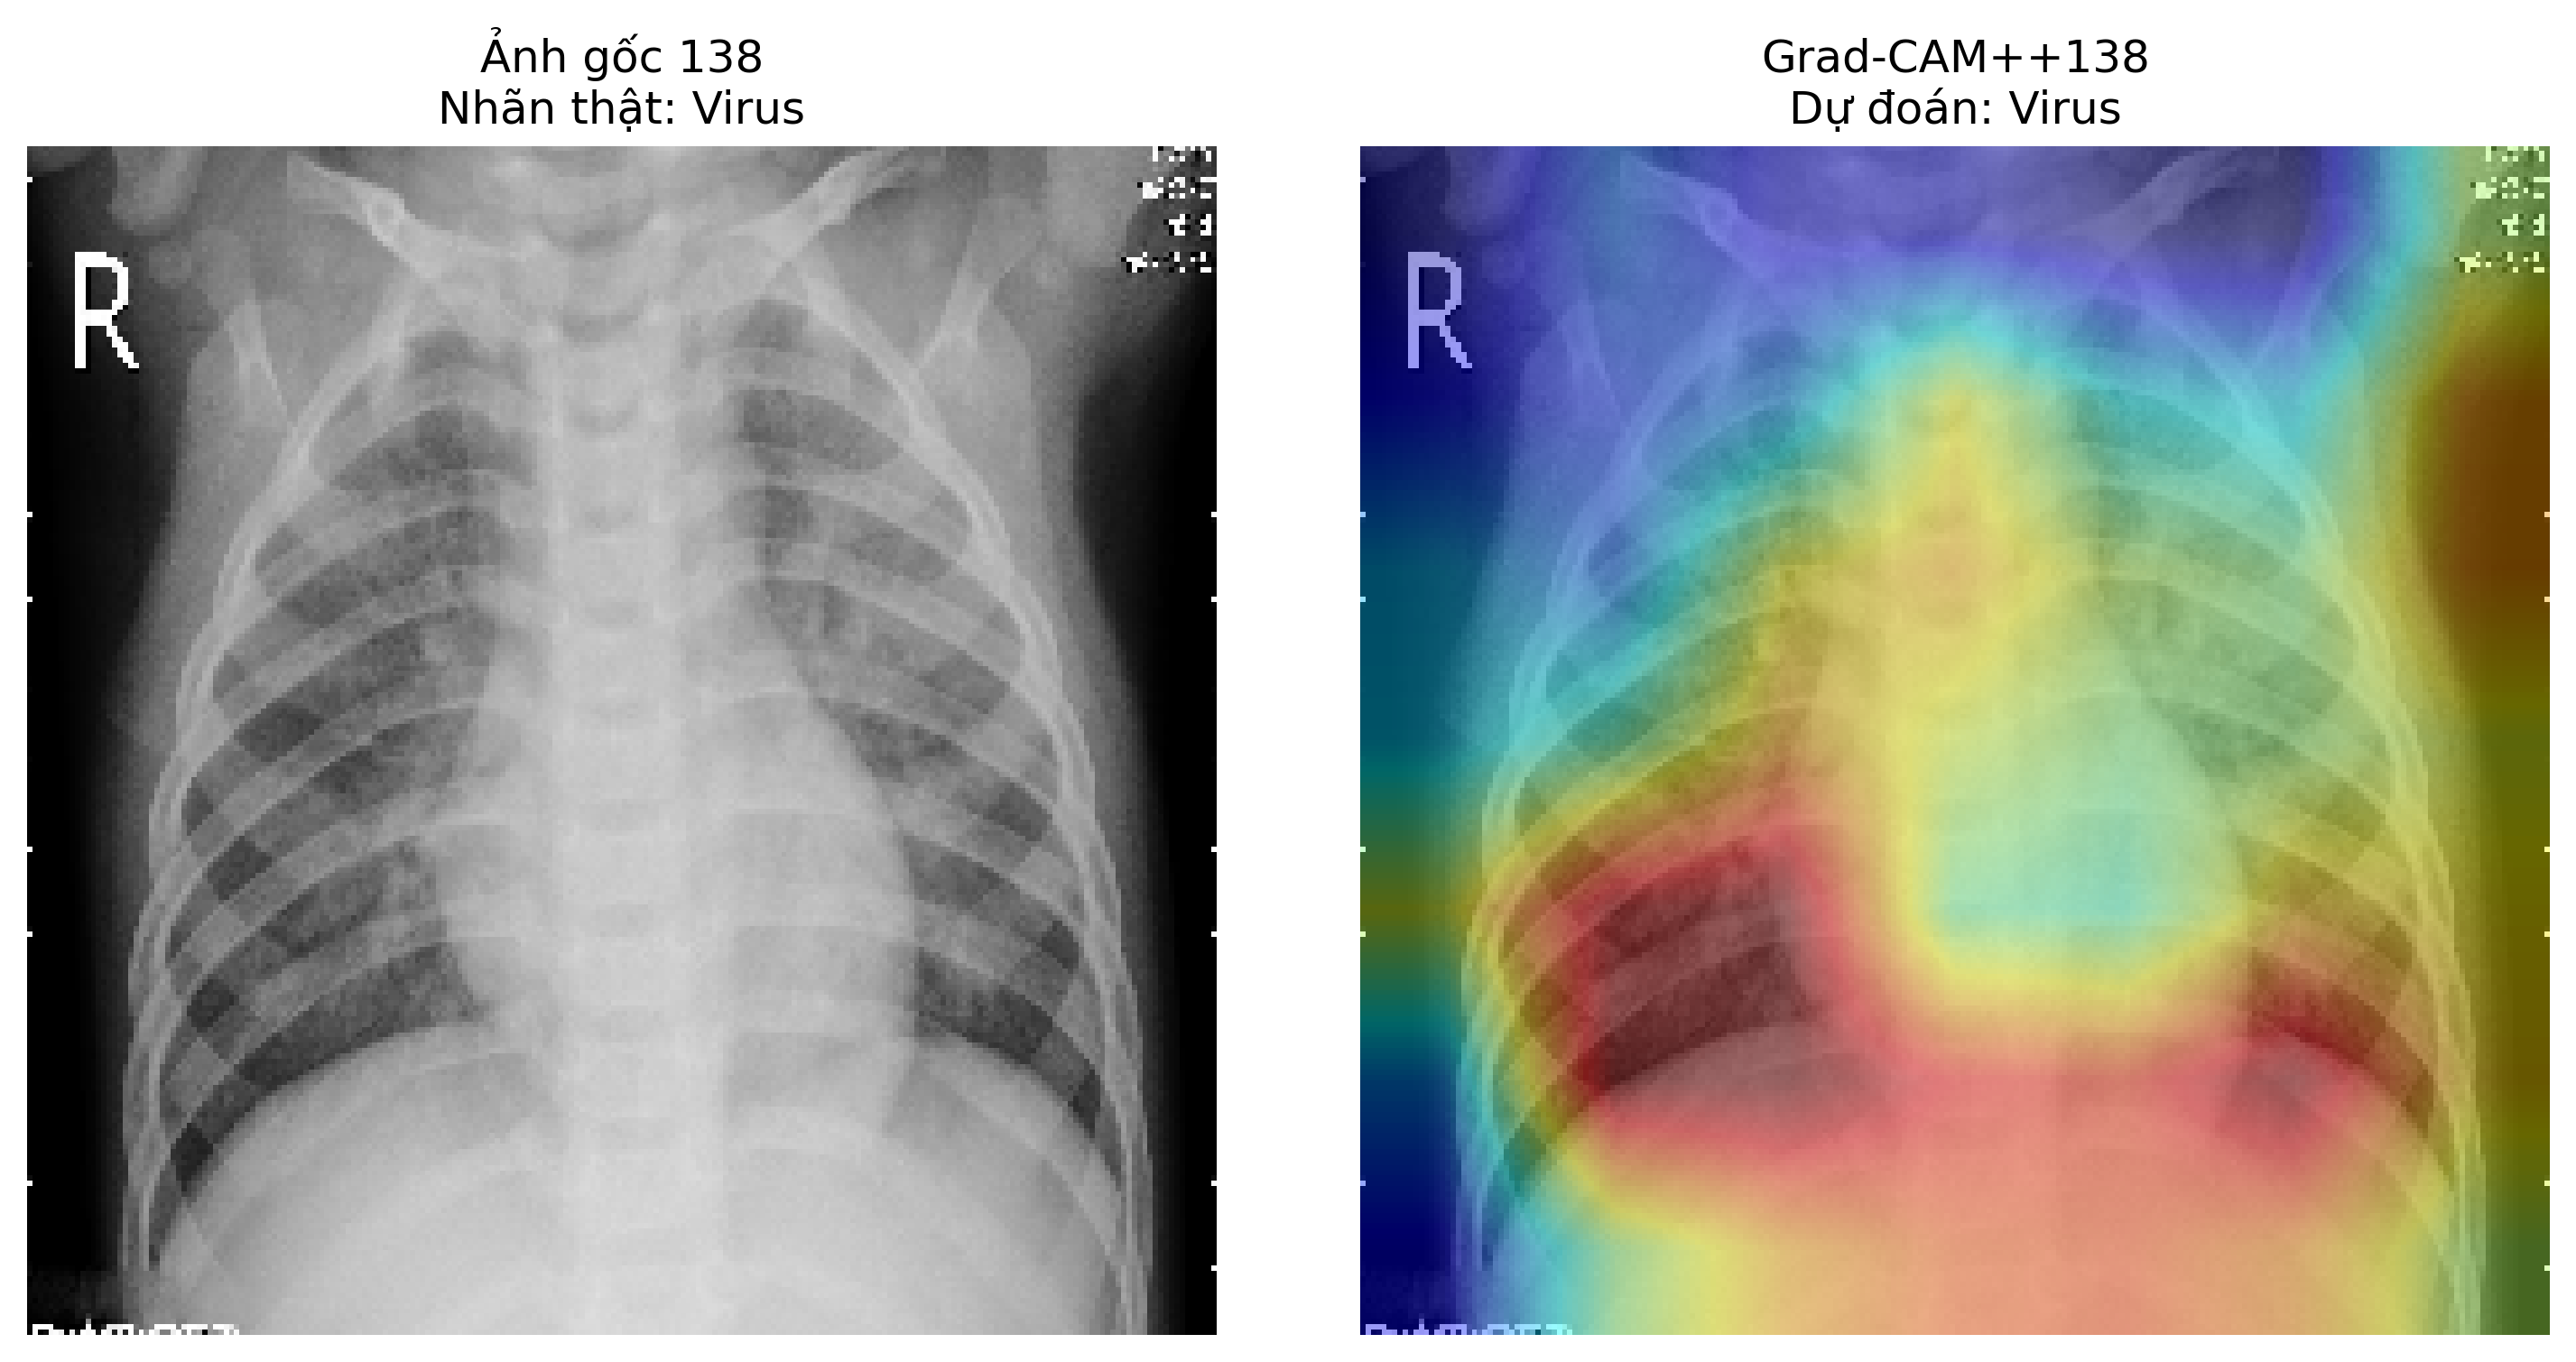 Ảnh gốc 138
Nhãn thật: Virus
Grad-CAM++138
Dự đoán: Virus
R
R